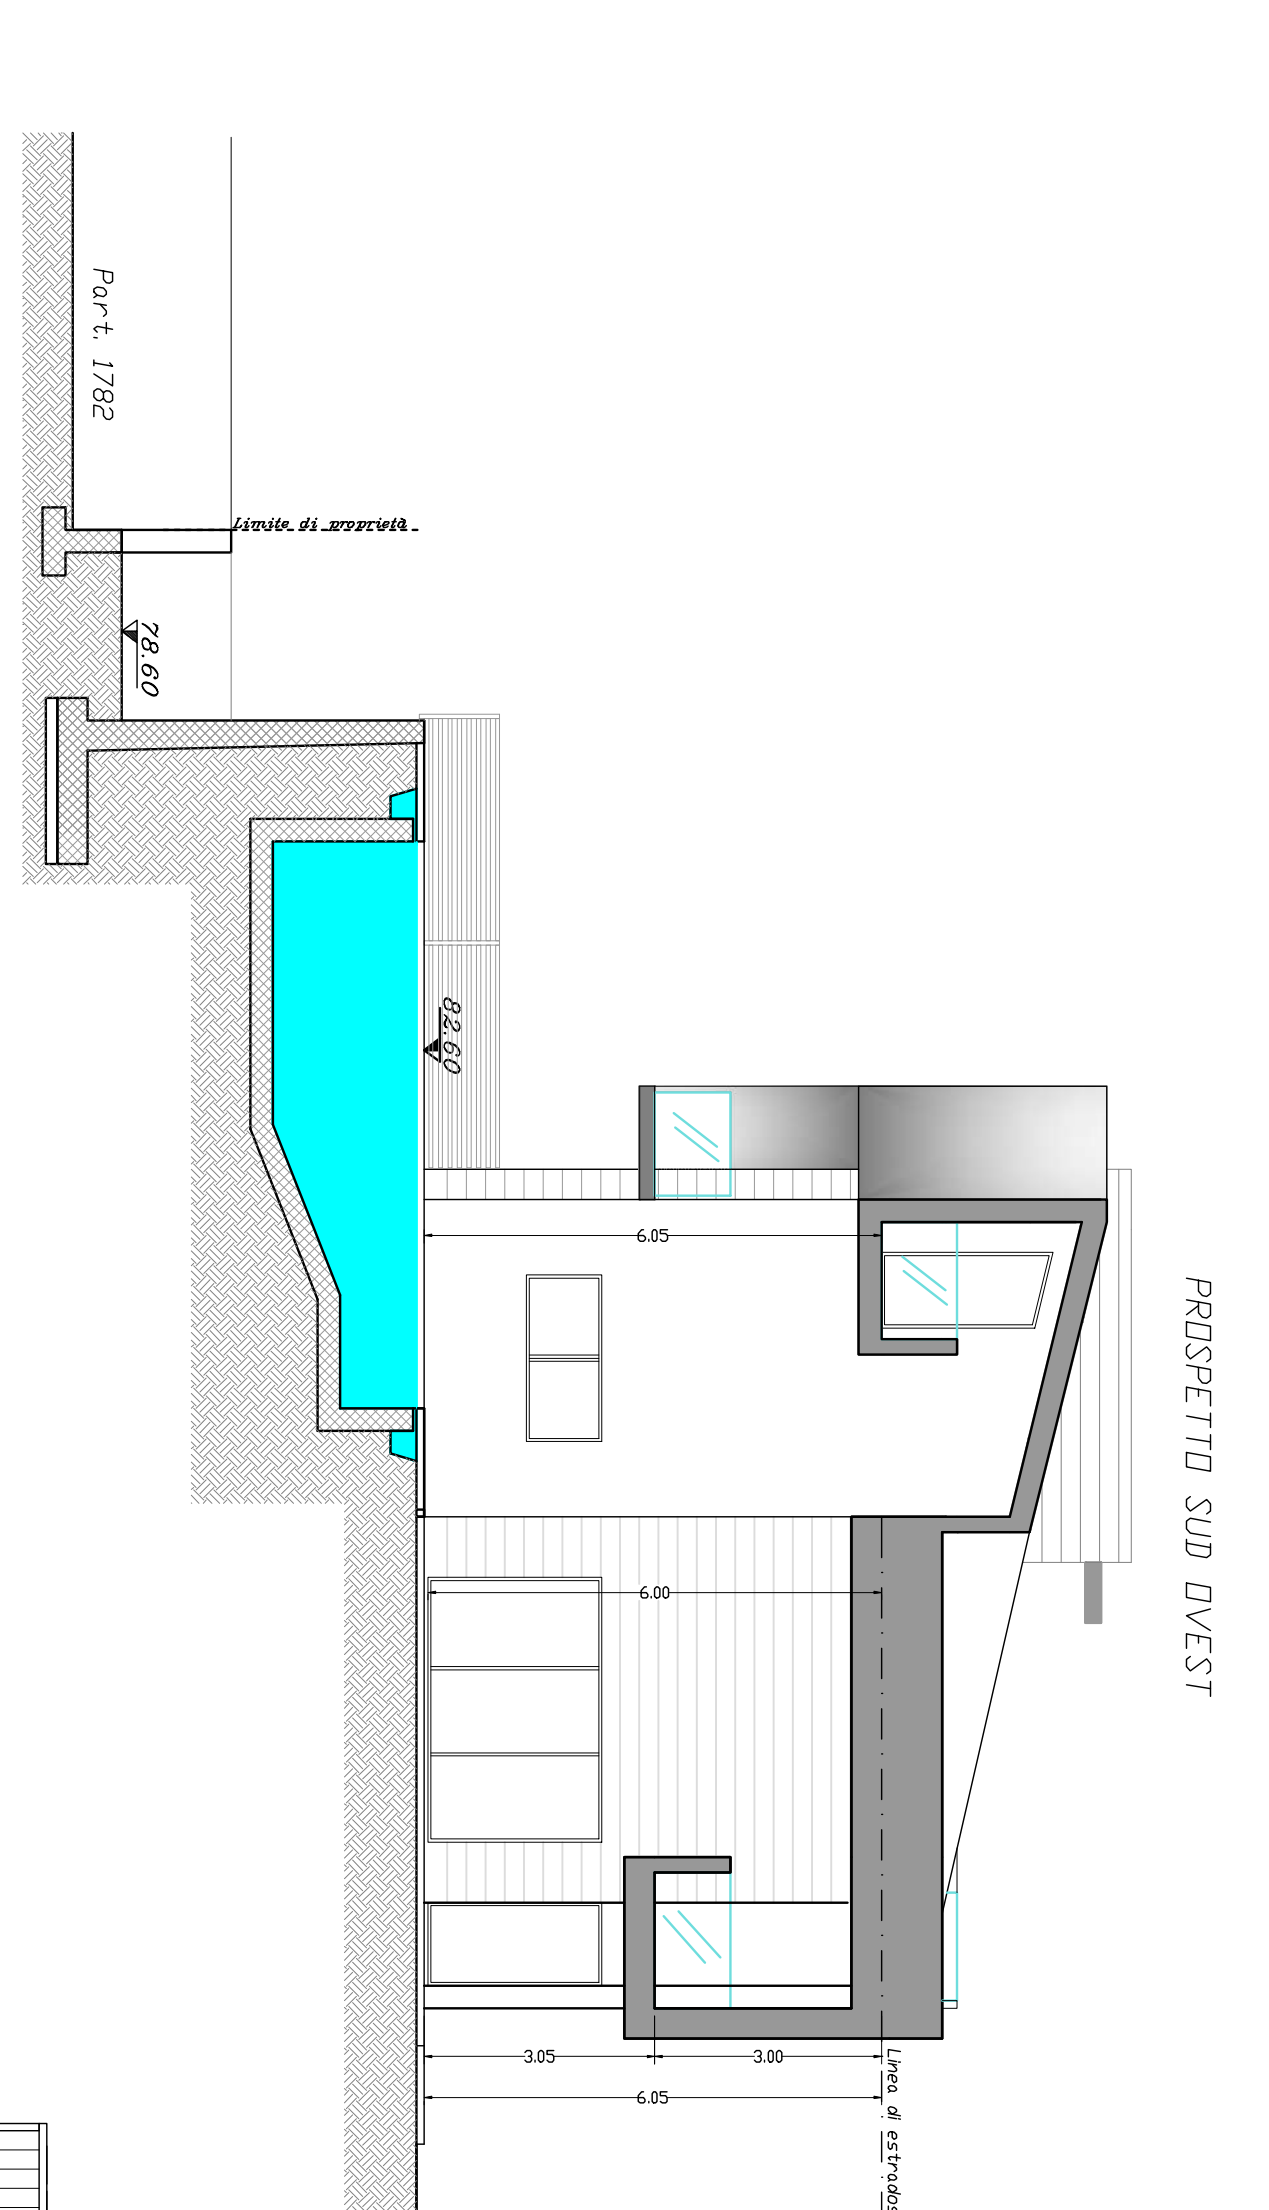 PROSPETTO SUD OVEST
Part. 1782
Limite di proprietà
78.60
82.60
6.05
6.00
3.05
3.00
6.05
Linea di estrados